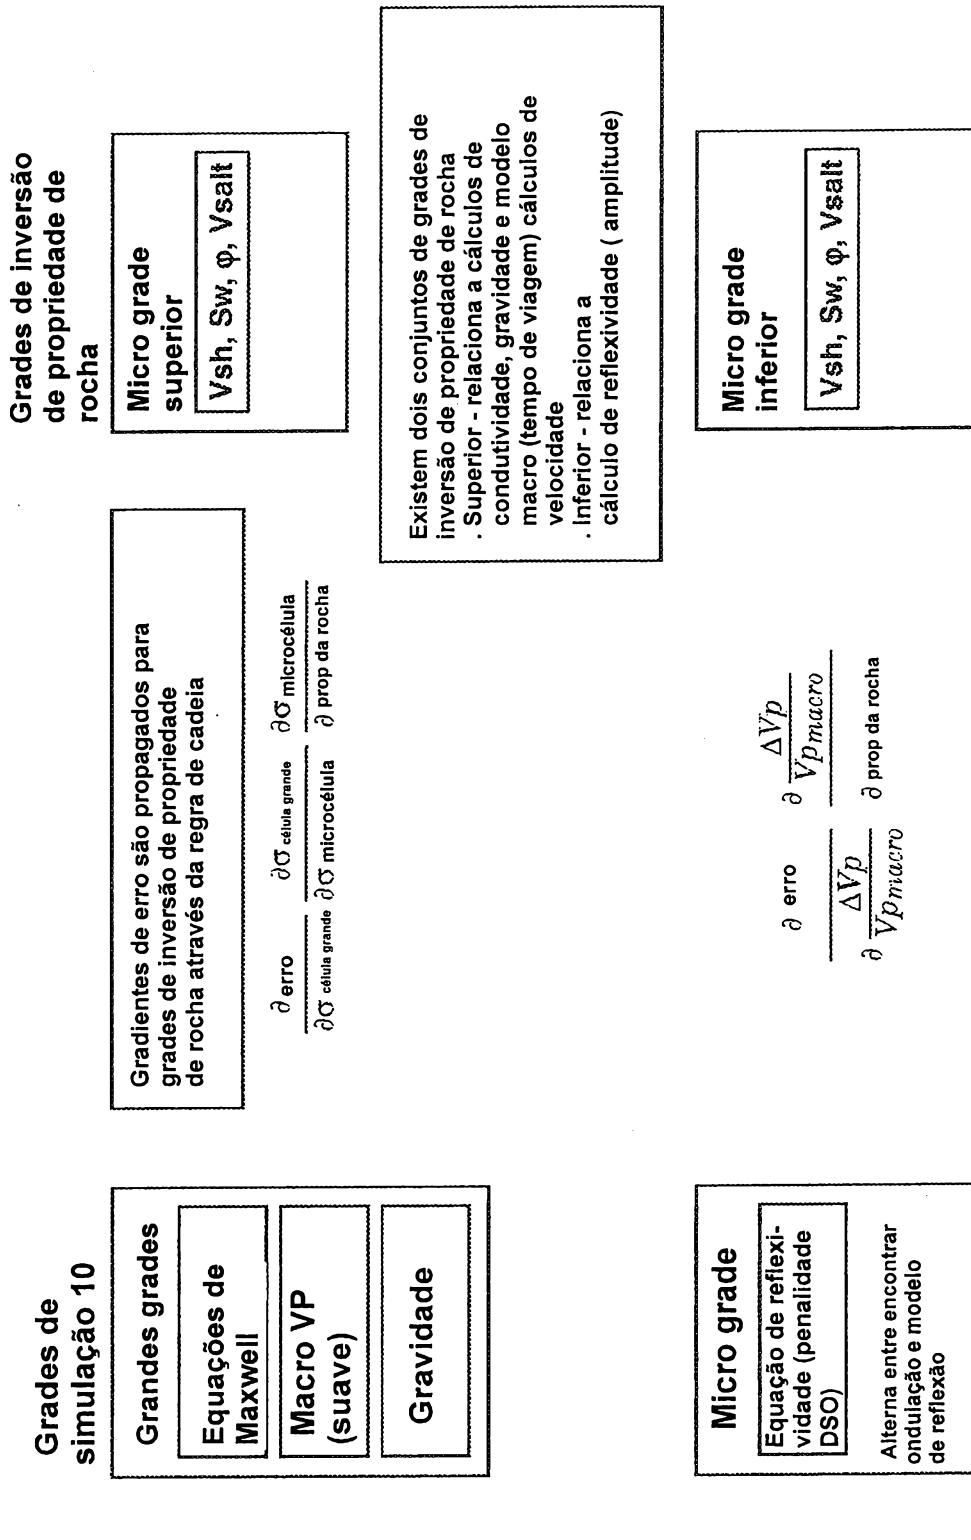 Grades de
simulação 10
Grandes grades
Equações de
Maxwell
Macro VP
(suave)
Gravidade
Micro grade
Equação de reflexi-
vidade (penalidade
DSO)
Alterna entre encontrar
ondulação e modelo
de reflexão
Gradientes de erro são propagados para
grades de inversão de propriedade
de rocha através da regra de cadeia
∂ erro ∂σ célula grande ∂σ microcélula
∂σ célula grande ∂σ microcélula ∂ prop da rocha
∂ erro ∂ ΔVp / Vpmacro
∂ ΔVp / Vpmacro ∂ prop da rocha
Grades de inversão
de propriedade de
rocha
Micro grade
superior
Vsh, Sw, φ, Vsalt
Existem dois conjuntos de grades de
inversão de propriedade de rocha
. Superior - relaciona a cálculos de
condutividade, gravidade e modelo
macro (tempo de viagem) cálculos de
velocidade
. Inferior - relaciona a
cálculo de reflexividade ( amplitude)
Micro grade
inferior
Vsh, Sw, φ, Vsalt